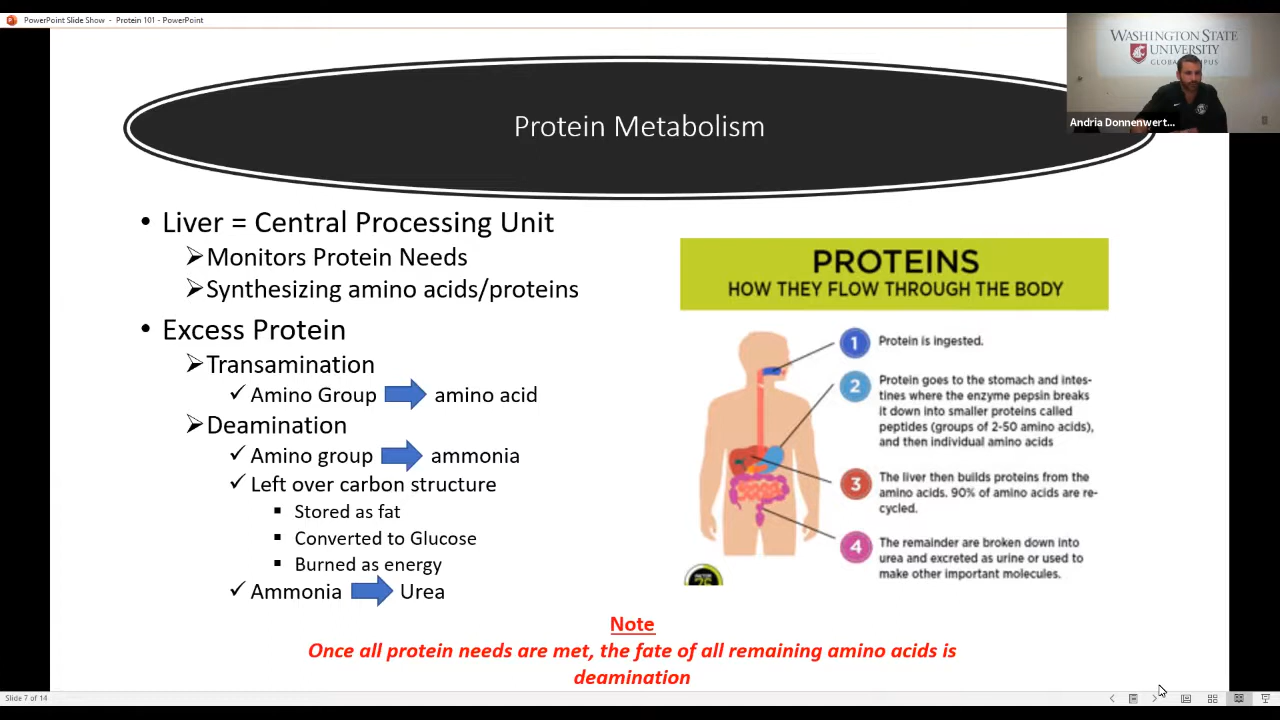 PowerPoint Slide Show - Protein 101 - PowerPoint
WASHINGTON STATE
UNIVERSITY
Andria Donnenwert...
Protein Metabolism
• Liver = Central Processing Unit
➢Monitors Protein Needs
➢Synthesizing amino acids/proteins
• Excess Protein
➢Transamination
✓ Amino Group amino acid
➢Deamination
✓ Amino group ammonia
✓ Left over carbon structure
▪ Stored as fat
▪ Converted to Glucose
▪ Burned as energy
✓ Ammonia Urea
PROTEINS
HOW THEY FLOW THROUGH THE BODY
1 Protein is ingested.
2 Protein goes to the stomach and intes-
tines where the enzyme pepsin breaks
it down into smaller proteins called
peptides (groups of 2-50 amino acids),
and then individual amino acids
3 The liver then builds proteins from the
amino acids. 90% of amino acids are re-
cycled.
4 The remainder are broken down into
urea and excreted as urine or used to
make other important molecules.
Note
Once all protein needs are met, the fate of all remaining amino acids is
deamination
Slide 7 of 14